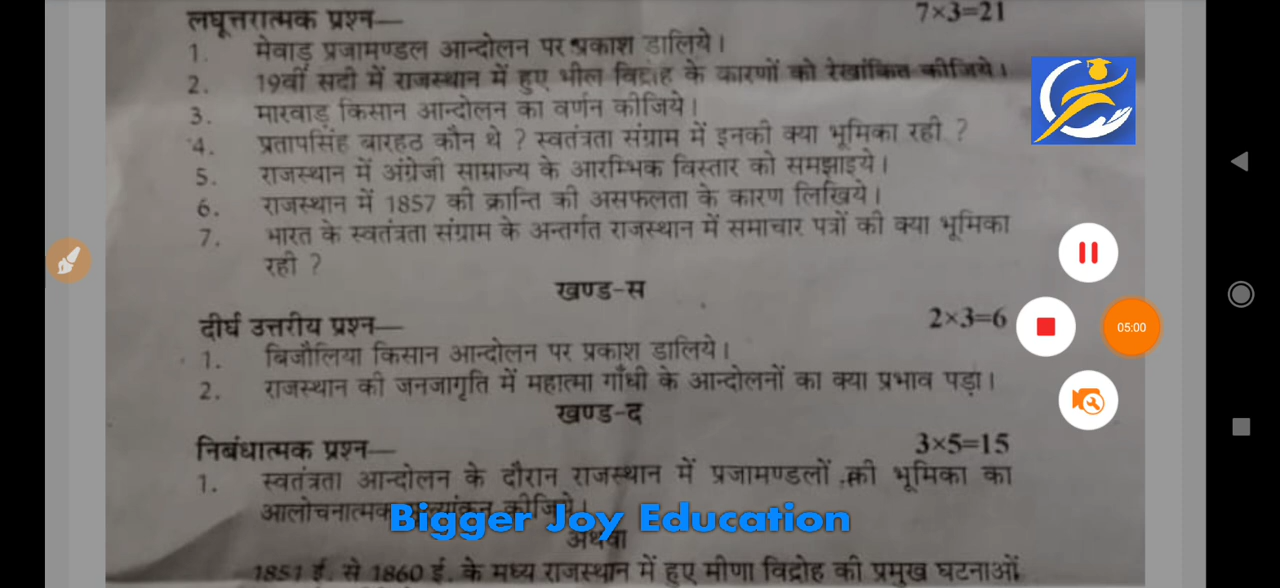 लघूत्तरात्मक प्रश्न— 7×3=21
1. मेवाड़ प्रजामण्डल आन्दोलन पर प्रकाश डालिये।
2. 19वीं सदी में राजस्थान में हुए भील विद्रोह के कारणों को रेखांकित कीजिये।
3. मारवाड़ किसान आन्दोलन का वर्णन कीजिये।
4. प्रतापसिंह बारहठ कौन थे ? स्वतंत्रता संग्राम में इनकी क्या भूमिका रही ?
5. राजस्थान में अंग्रेजी साम्राज्य के आरम्भिक विस्तार को समझाइये।
6. राजस्थान में 1857 की क्रान्ति की असफलता के कारण लिखिये।
7. भारत के स्वतंत्रता संग्राम के अन्तर्गत राजस्थान में समाचार पत्रों की क्या भूमिका
रही ?
खण्ड-स
दीर्घ उत्तरीय प्रश्न— 2×3=6
05:00
1. बिजौलिया किसान आन्दोलन पर प्रकाश डालिये।
2. राजस्थान की जनजागृति में महात्मा गाँधी के आन्दोलनों का क्या प्रभाव पड़ा।
खण्ड-द
निबंधात्मक प्रश्न— 3×5=15
1. स्वतंत्रता आन्दोलन के दौरान राजस्थान में प्रजामण्डलों की भूमिका का
आलोचनात्मक कीजिये।
Bigger Joy Education
अथवा
1851 ई. से 1860 ई. के मध्य राजस्थान में हुए मीणा विद्रोह की प्रमुख घटनाओं